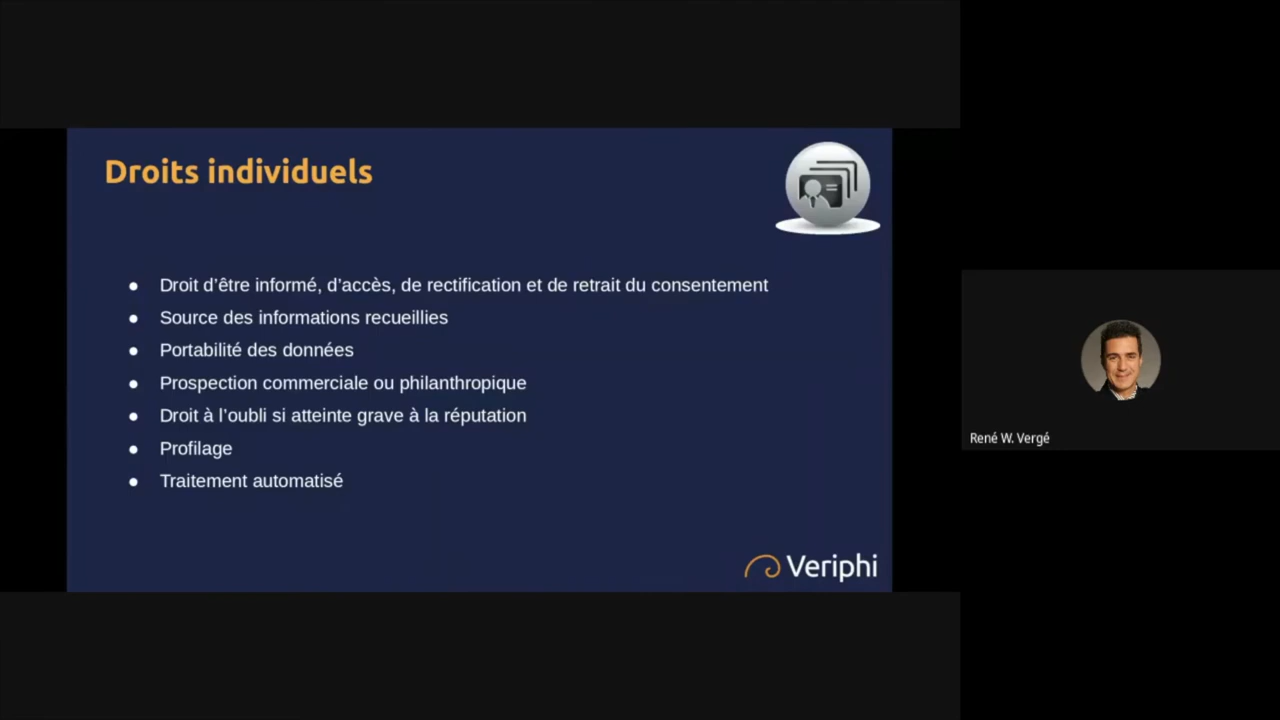 Droits individuels
● Droit d’être informé, d’accès, de rectification et de retrait du consentement
● Source des informations recueillies
● Portabilité des données
● Prospection commerciale ou philanthropique
● Droit à l’oubli si atteinte grave à la réputation
● Profilage
● Traitement automatisé
Veriphi
René W. Vergé